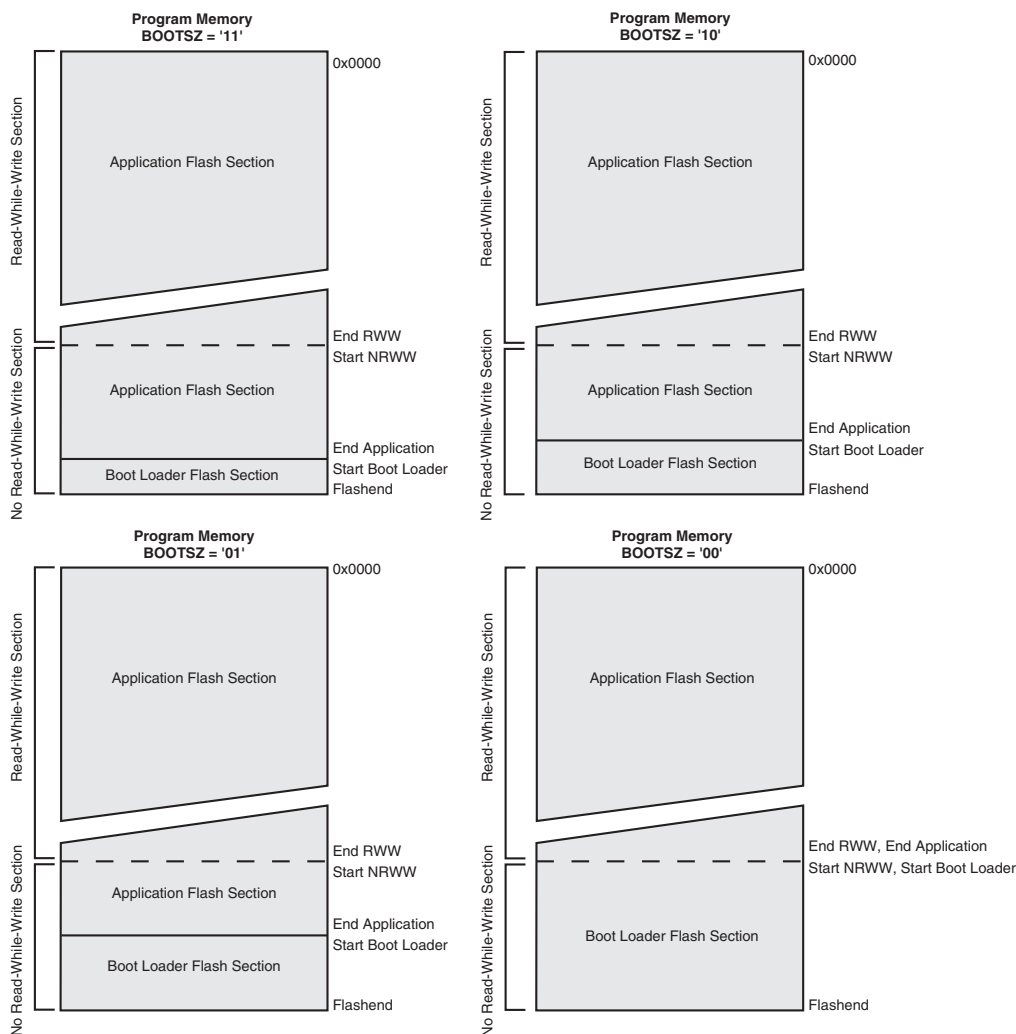 Program Memory
BOOTSZ = '11'
0x0000
Read-While-Write Section
Application Flash Section
End RWW
Start NRWW
No Read-While-Write Section
Application Flash Section
End Application
Start Boot Loader
Boot Loader Flash Section
Flashend
Program Memory
BOOTSZ = '10'
0x0000
Read-While-Write Section
Application Flash Section
End RWW
Start NRWW
No Read-While-Write Section
Application Flash Section
End Application
Start Boot Loader
Boot Loader Flash Section
Flashend
Program Memory
BOOTSZ = '01'
0x0000
Read-While-Write Section
Application Flash Section
End RWW
Start NRWW
No Read-While-Write Section
Application Flash Section
End Application
Start Boot Loader
Boot Loader Flash Section
Flashend
Program Memory
BOOTSZ = '00'
0x0000
Read-While-Write Section
Application Flash Section
End RWW, End Application
Start NRWW, Start Boot Loader
No Read-While-Write Section
Boot Loader Flash Section
Flashend